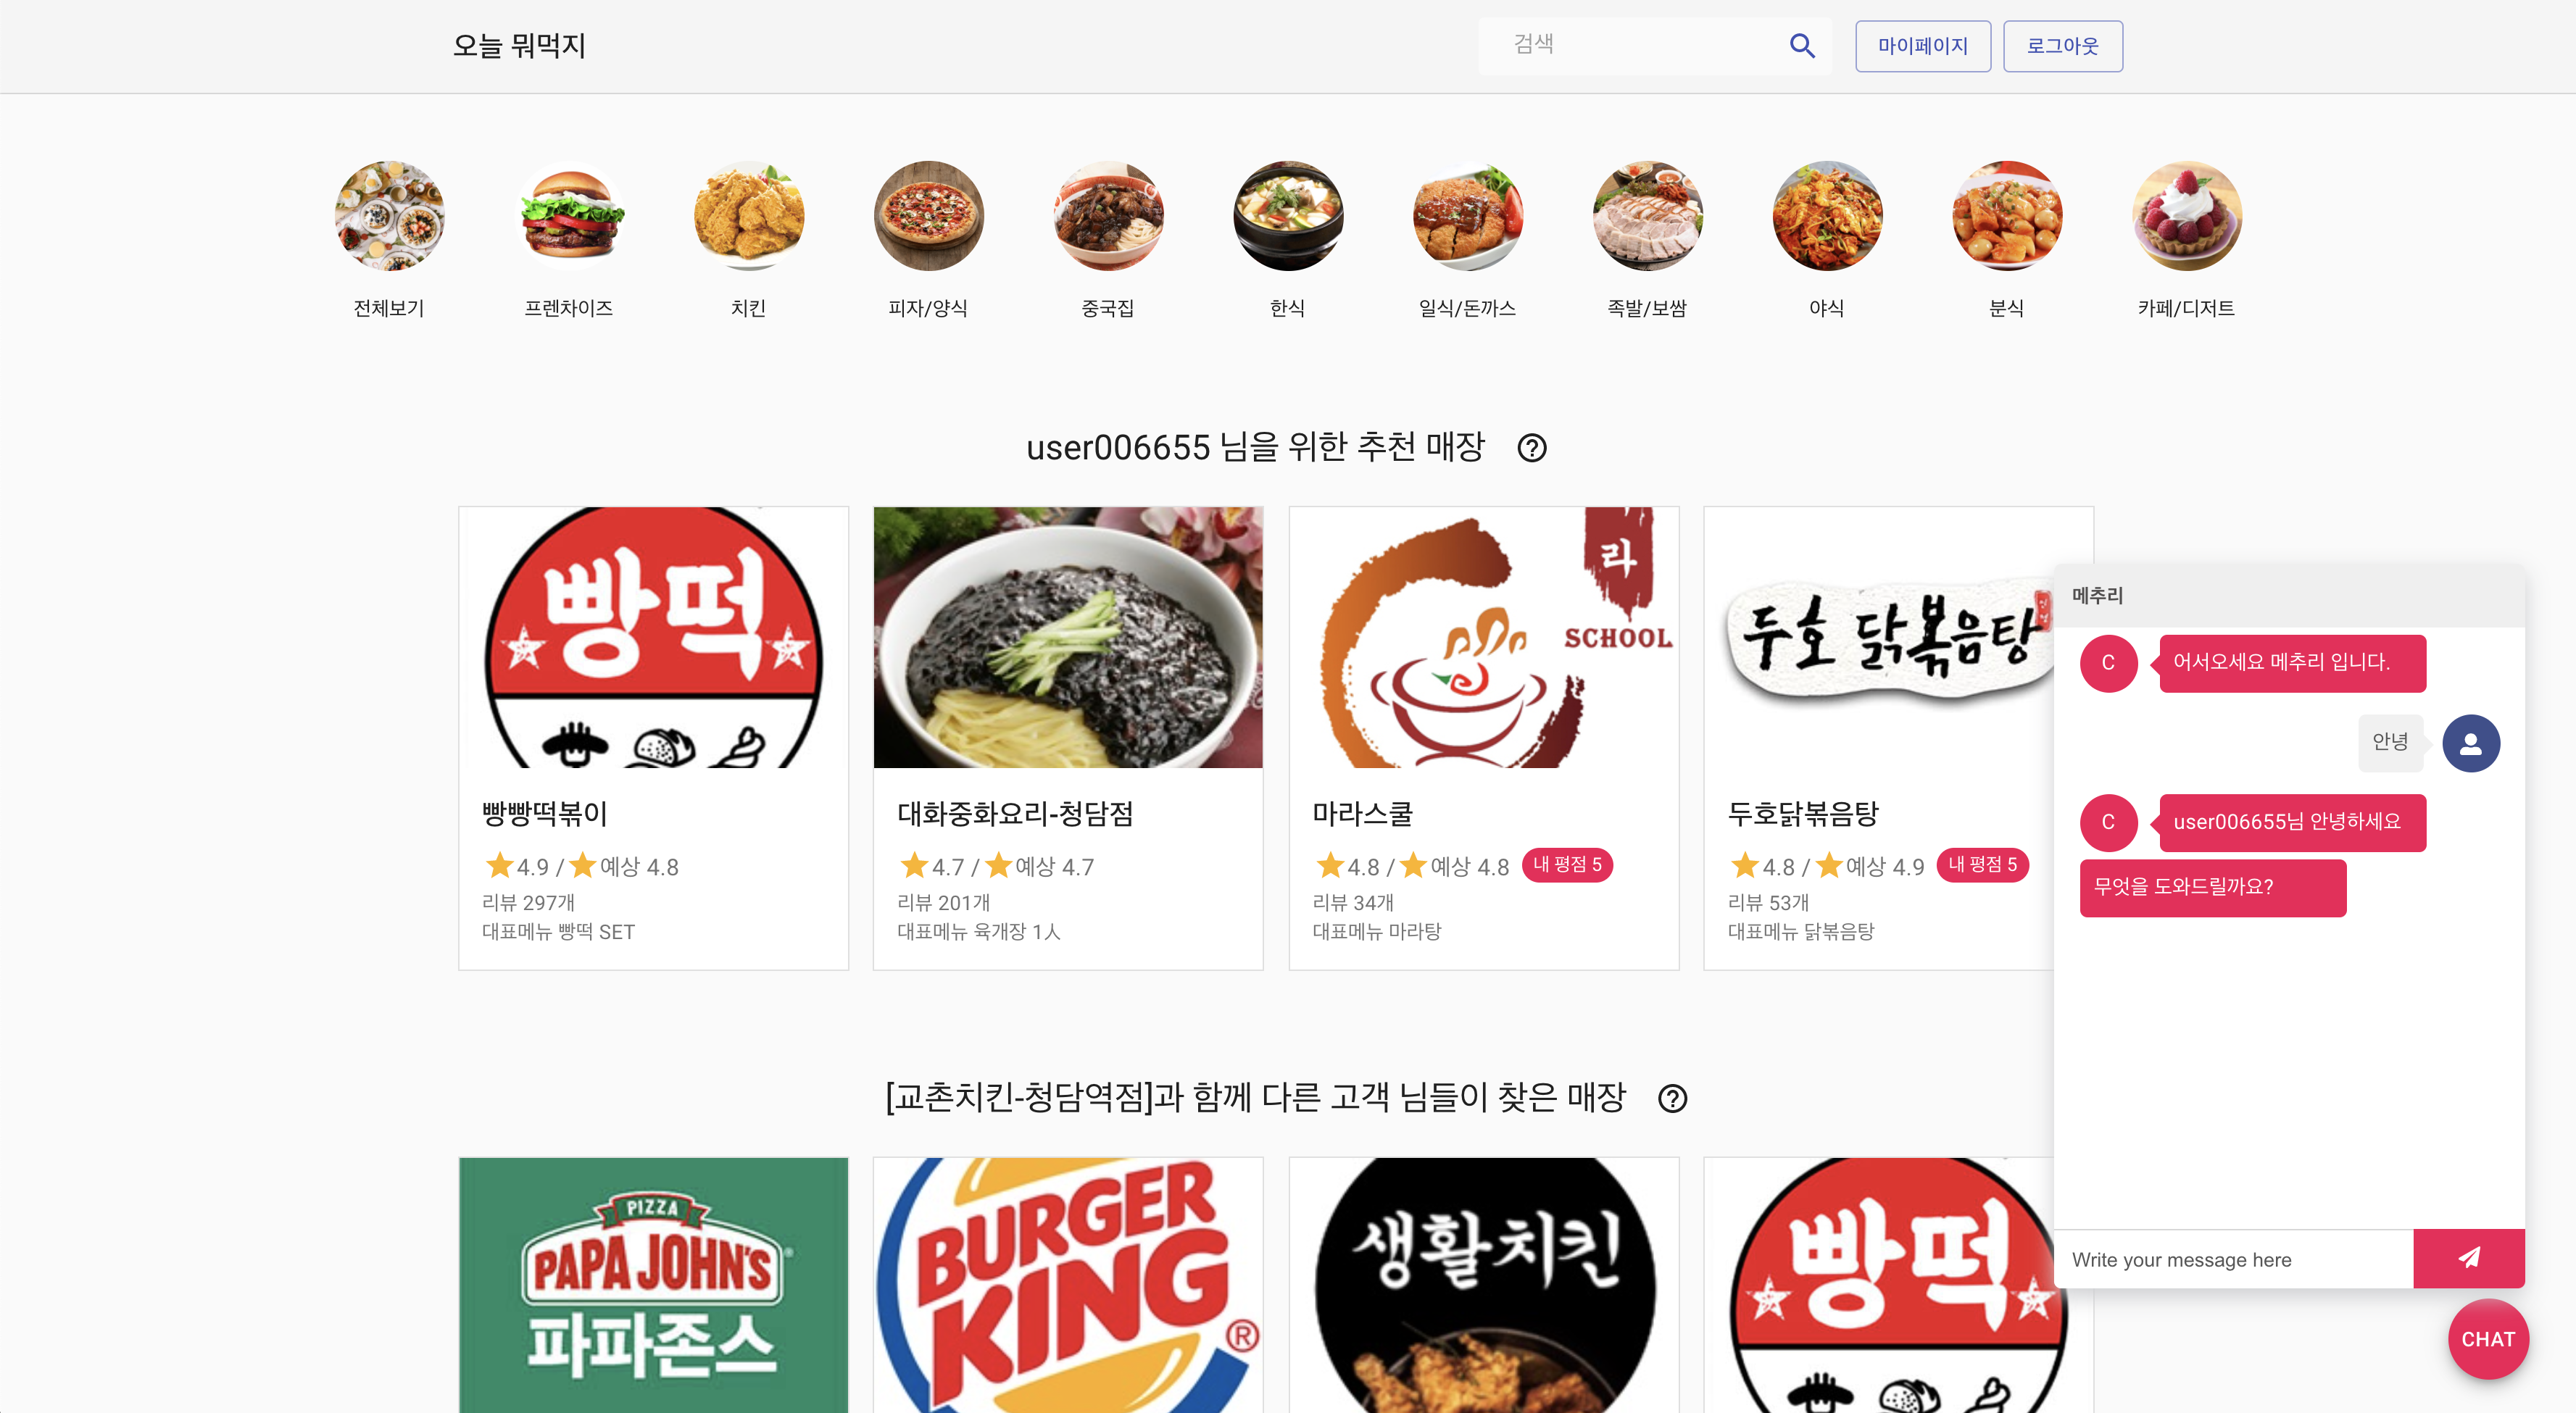 오늘 뭐먹지
검색
마이페이지
로그아웃
전체보기
프렌차이즈
치킨
피자/양식
중국집
한식
일식/돈까스
족발/보쌈
야식
분식
카페/디저트
user006655 님을 위한 추천 매장
빵떡
라
SCHOOL
두호 닭볶음탕
빵빵떡볶이
4.9 / 예상 4.8
리뷰 297개
대표메뉴 빵떡 SET
대화중화요리-청담점
4.7 / 예상 4.7
리뷰 201개
대표메뉴 육개장 1人
마라스쿨
4.8 / 예상 4.8 내 평점 5
리뷰 34개
대표메뉴 마라탕
두호닭볶음탕
4.8 / 예상 4.9 내 평점 5
리뷰 53개
대표메뉴 닭볶음탕
[교촌치킨-청담역점]과 함께 다른 고객 님들이 찾은 매장
PIZZA
PAPA JOHN'S
파파존스
BURGER
KING
®
생활치킨
빵떡
메추리
C
어서오세요 메추리 입니다.
안녕
C
user006655님 안녕하세요
무엇을 도와드릴까요?
Write your message here
CHAT